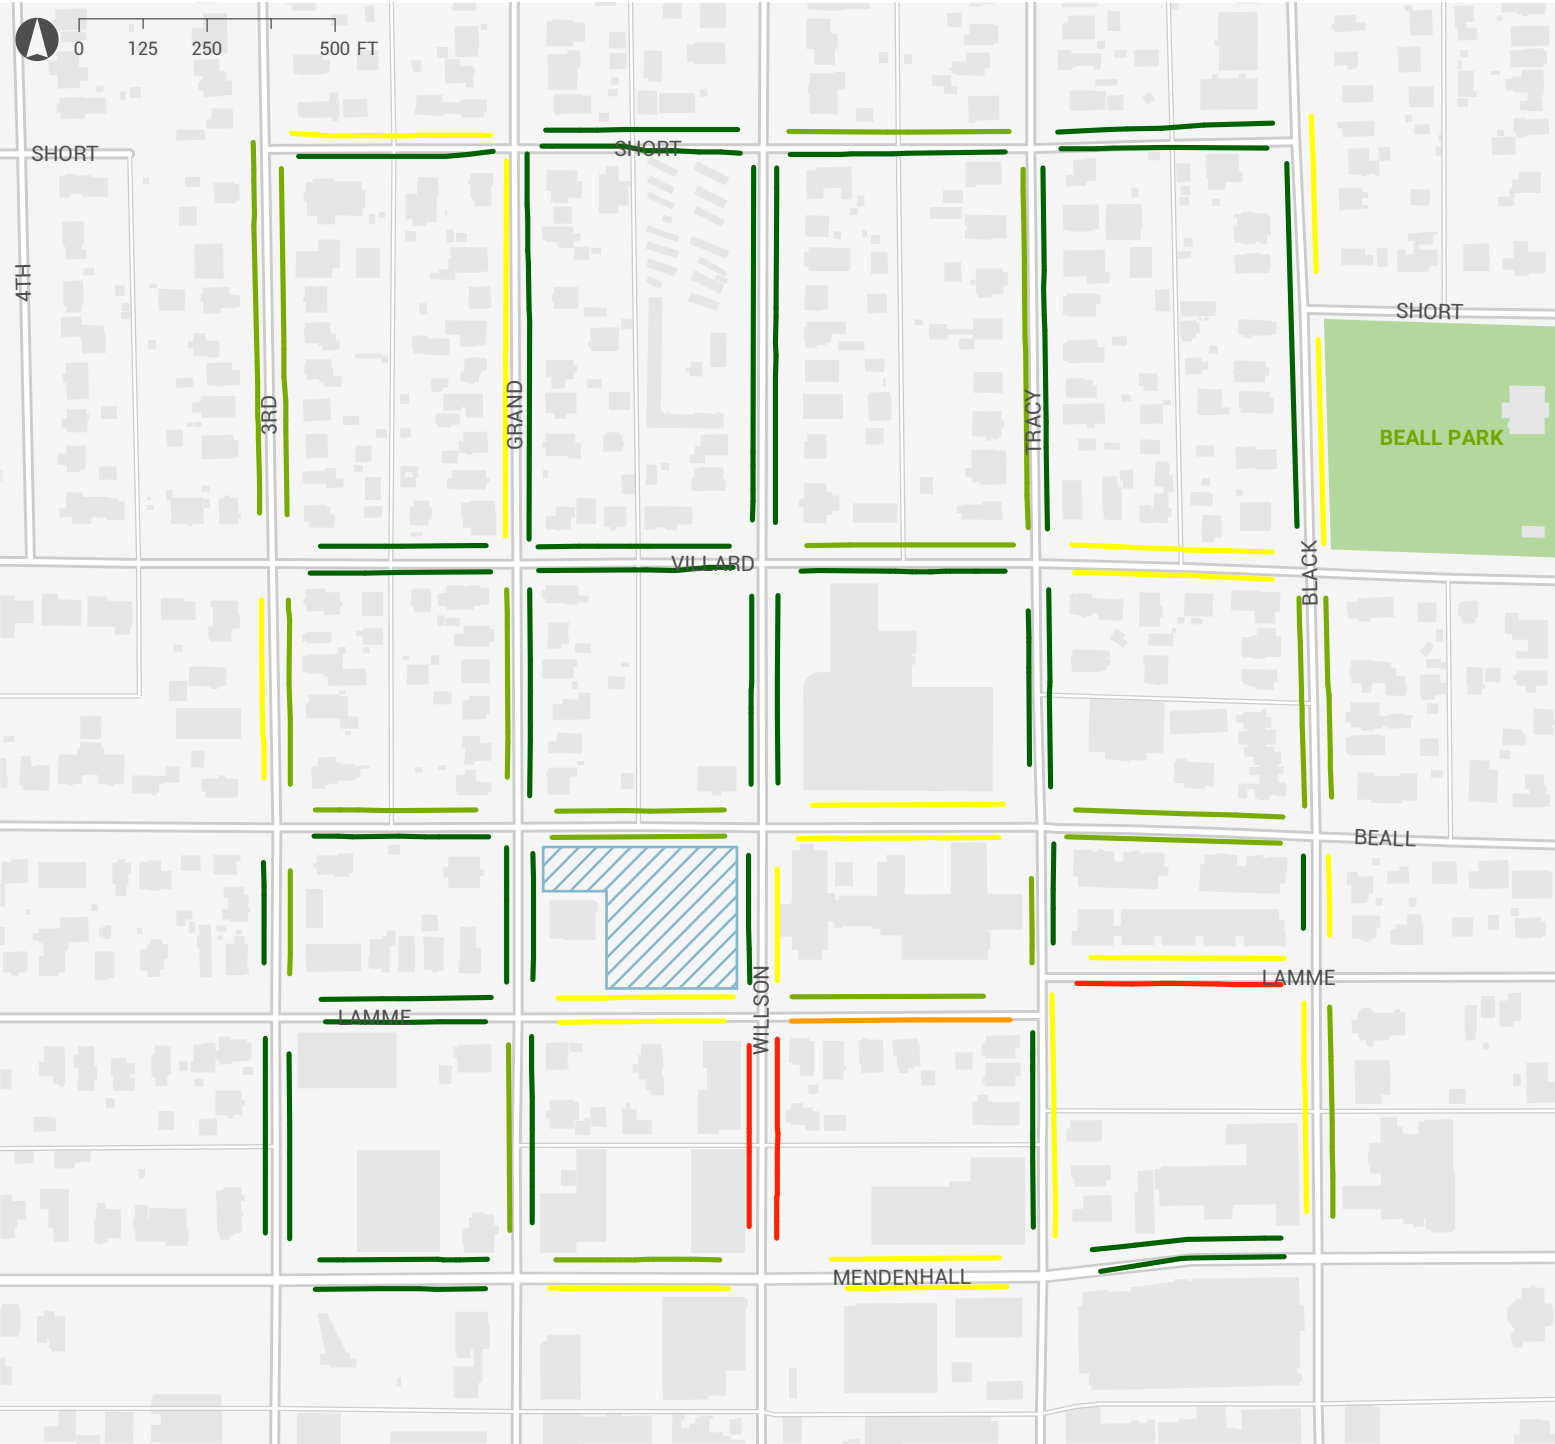 0 125 250 500 FT
SHORT
SHORT
4TH
SHORT
3RD
GRAND
TRACY
BEALL PARK
VILLARD
BLACK
BEALL
WILLSON
LAMME
LAMME
MENDENHALL